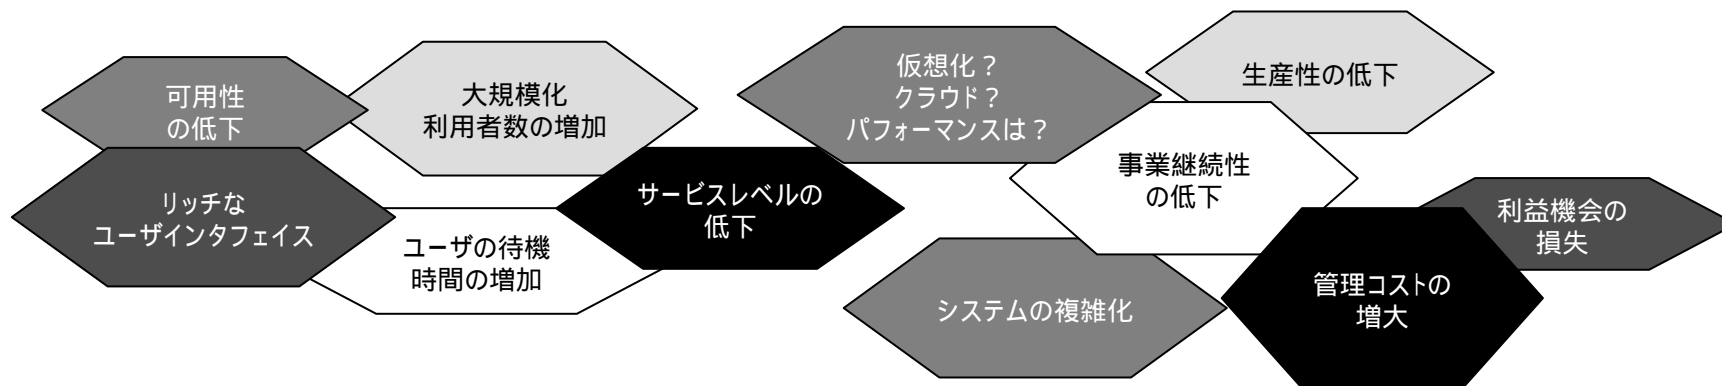 可用性
の低下
大規模化
利用者数の増加
仮想化？
クラウド？
パフォーマンスは？
生産性の低下
リッチな
ユーザインタフェイス
ユーザの待機
時間の増加
サービスレベルの
低下
事業継続性
の低下
利益機会の
損失
システムの複雑化
管理コストの
増大